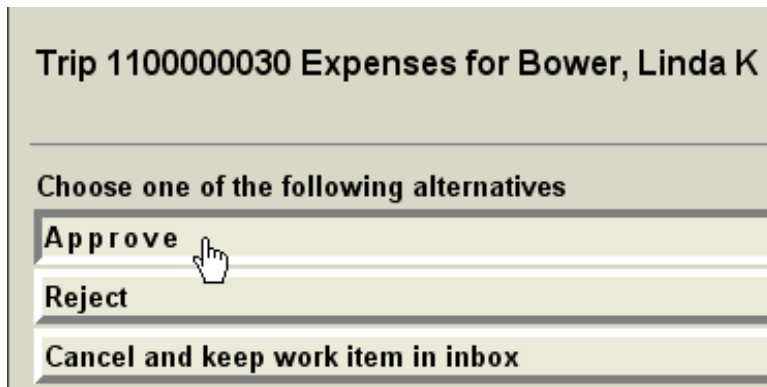 Trip 1100000030 Expenses for Bower, Linda K
Choose one of the following alternatives
Approve
Reject
Cancel and keep work item in inbox